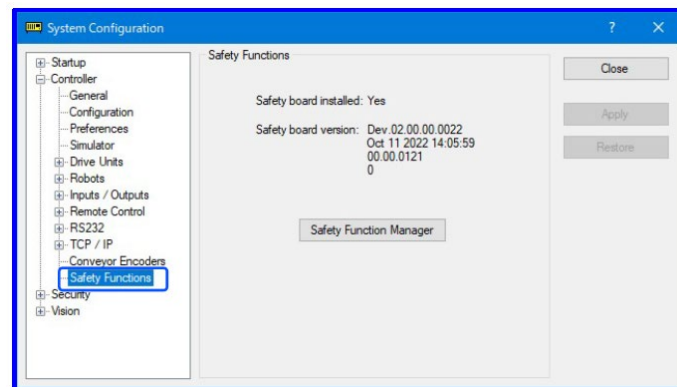 System Configuration
Startup
Controller
General
Configuration
Preferences
Simulator
Drive Units
Robots
Inputs / Outputs
Remote Control
RS232
TCP / IP
Conveyor Encoders
Safety Functions
Security
Vision
Safety Functions
Safety board installed: Yes
Safety board version: Dev.02.00.00.0022
Oct 11 2022 14:05:59
00.00.0121
0
Safety Function Manager
Close
Apply
Restore